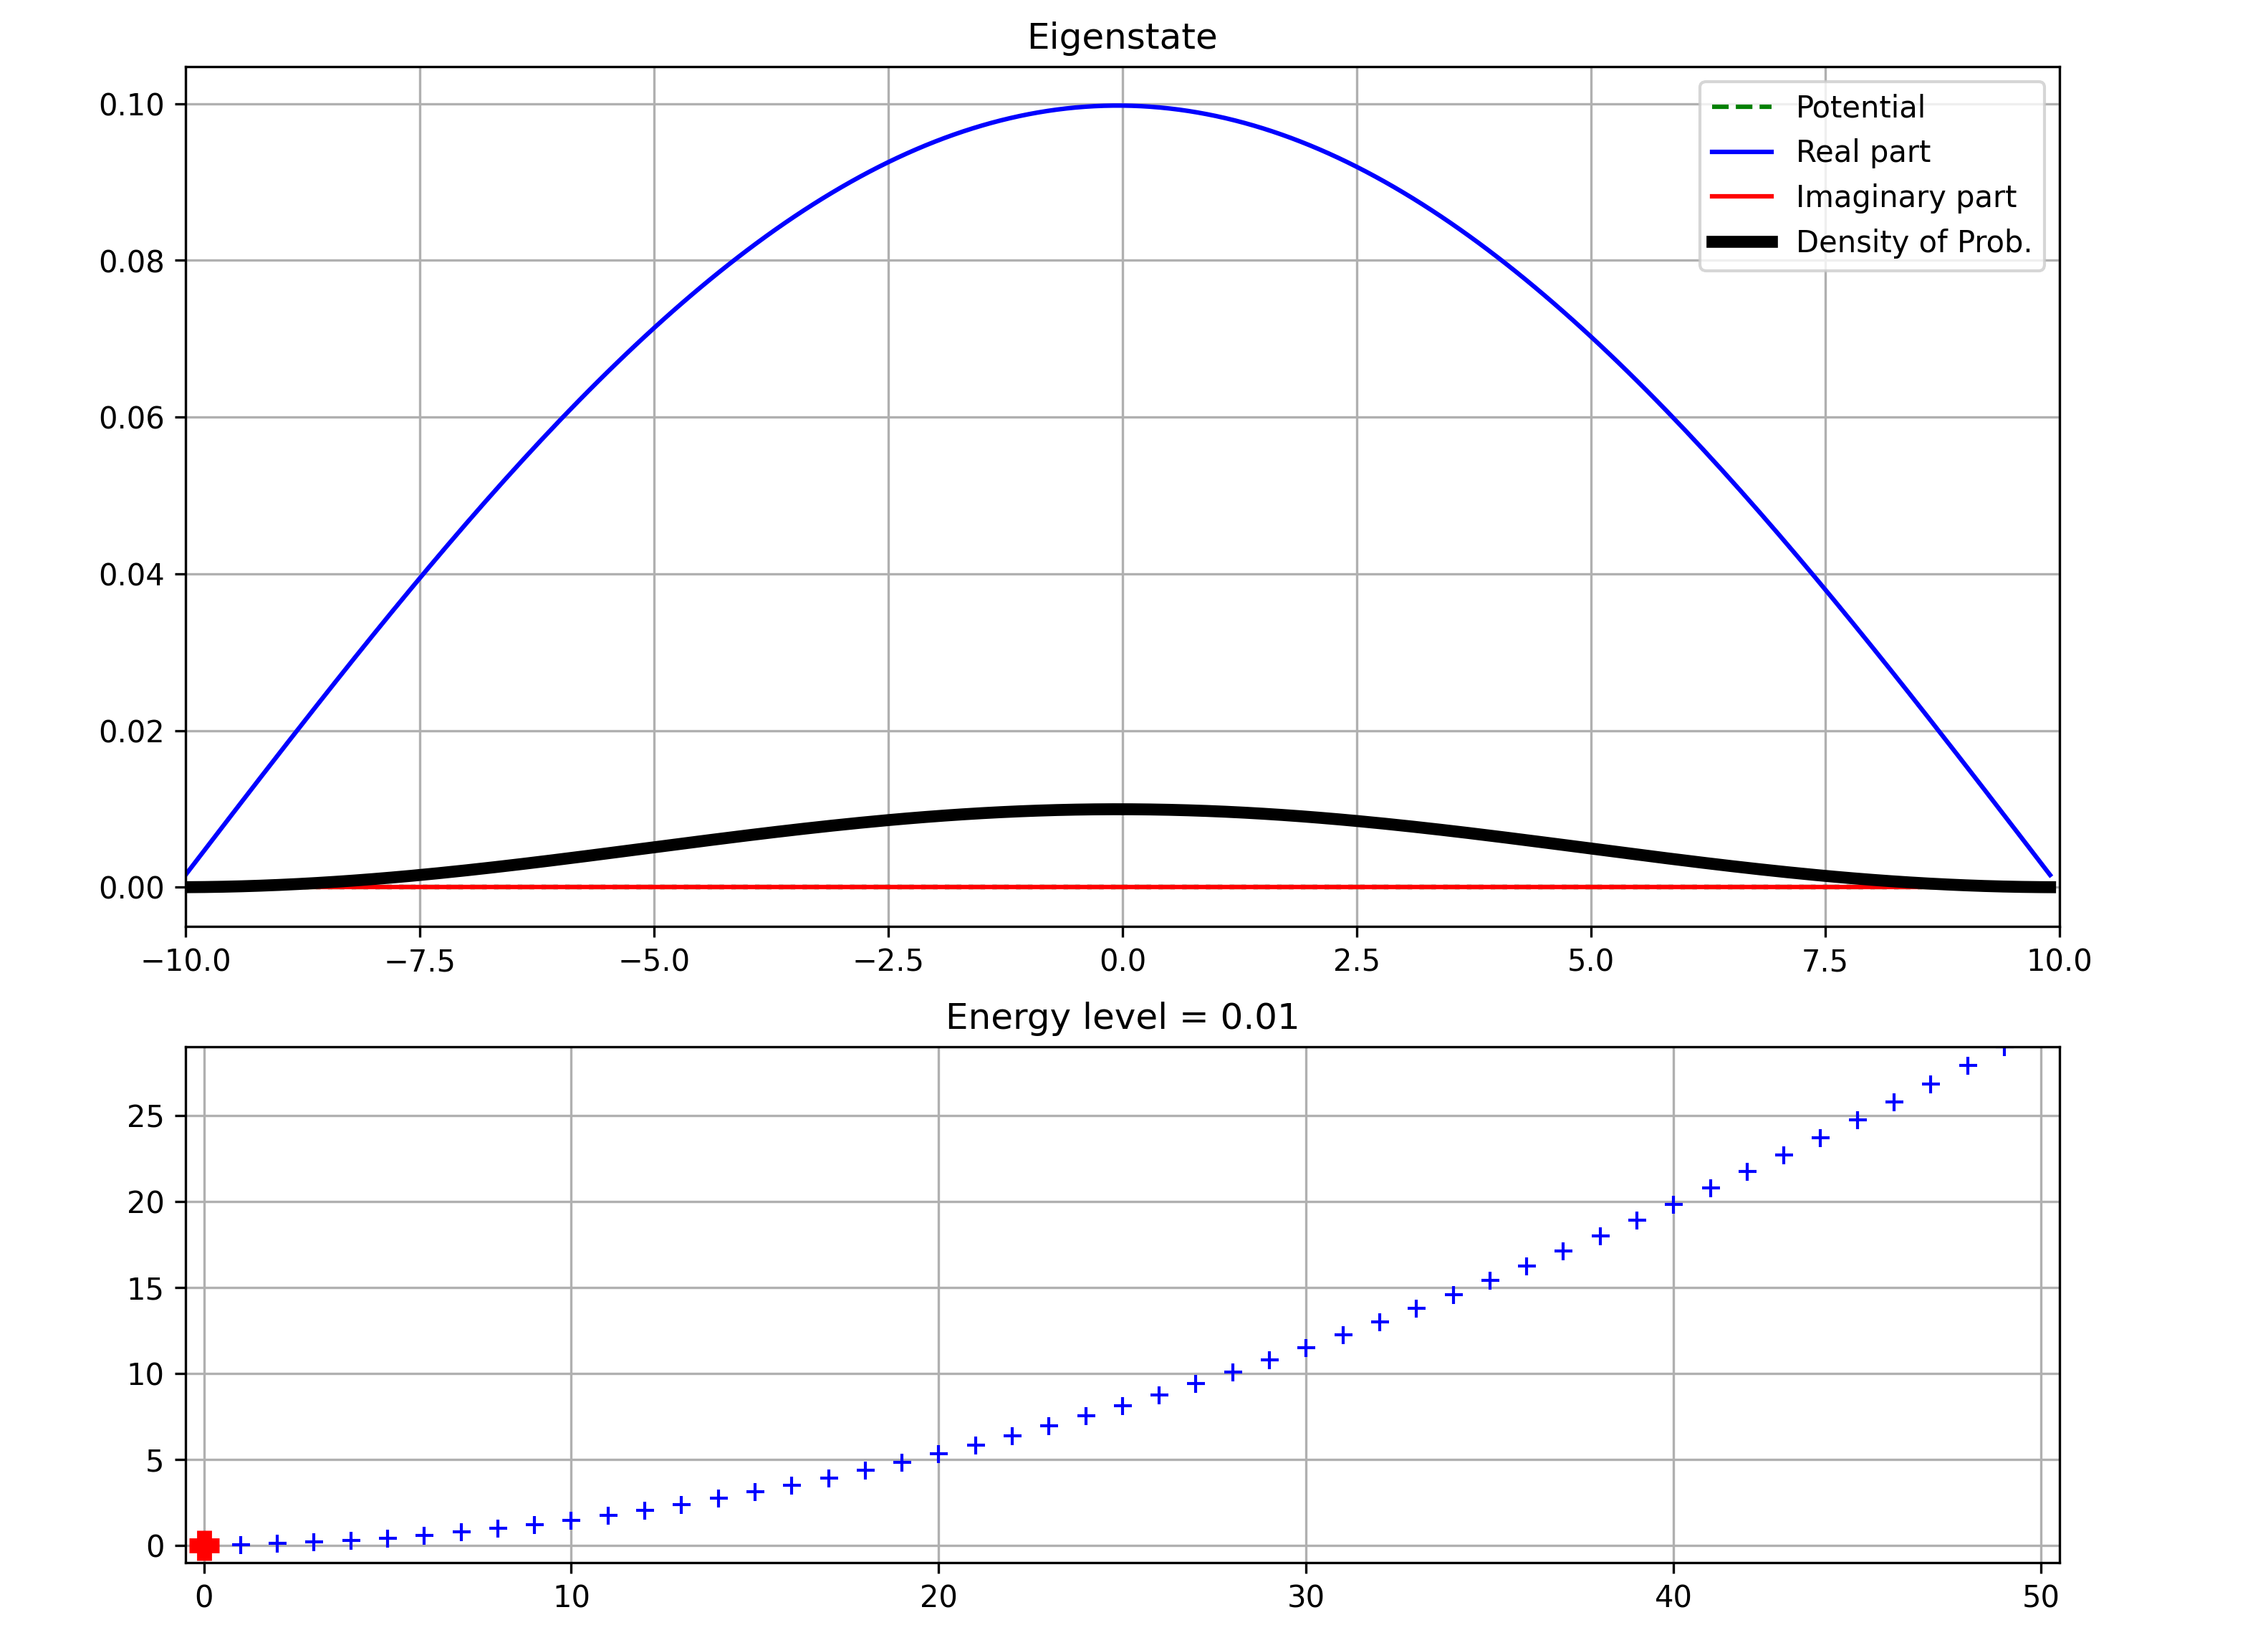 Eigenstate
0.10
0.08
0.06
0.04
0.02
0.00
Potential
Real part
Imaginary part
Density of Prob.
−10.0 −7.5 −5.0 −2.5 0.0 2.5 5.0 7.5 10.0
Energy level = 0.01
25
20
15
10
5
0
0 10 20 30 40 50